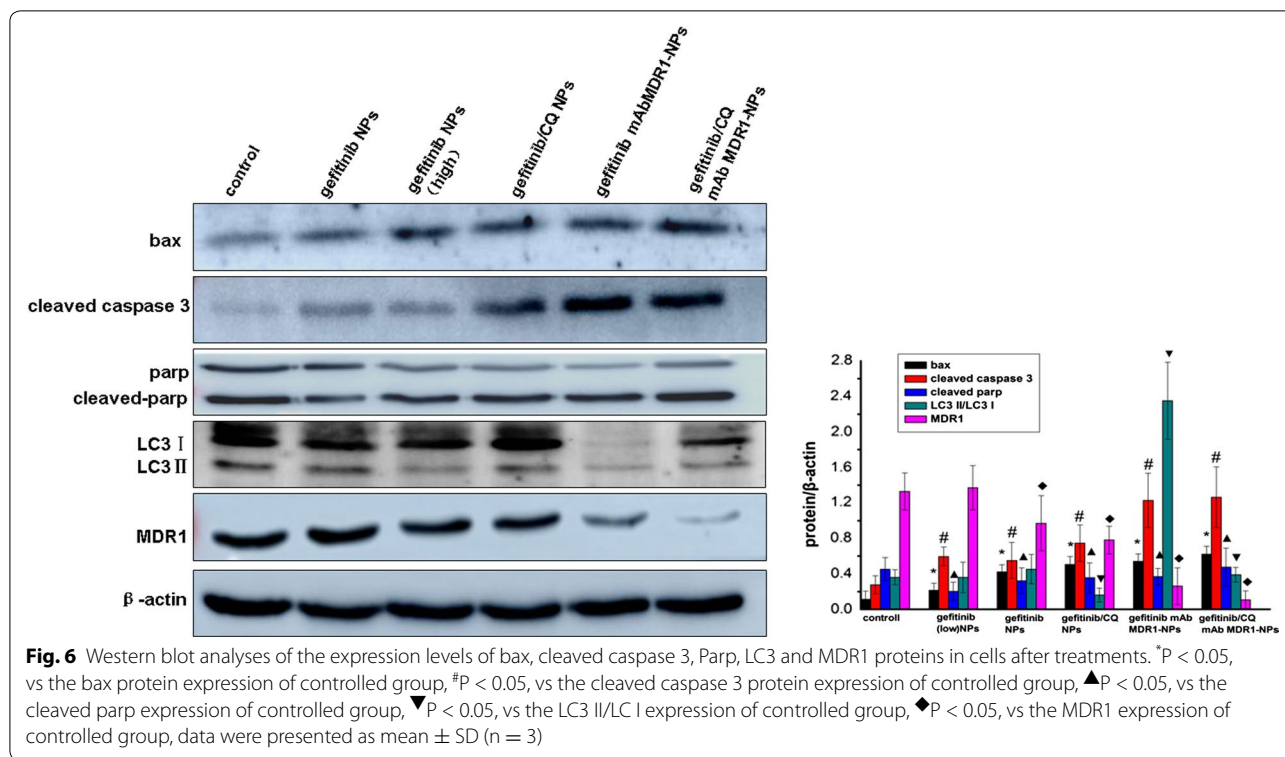 control
gefitinib NPs
gefitinib NPs
(high)
gefitinib/CQ NPs
gefitinib mAbMDR1-NPs
gefitinib/CQ
mAb MDR1-NPs
bax
cleaved caspase 3
parp
cleaved-parp
LC3 Ⅰ
LC3 Ⅱ
MDR1
β -actin
protein/β-actin
2.8
2.4
2.0
1.6
1.2
0.8
0.4
0.0
bax
cleaved caspase 3
cleaved parp
LC3 II/LC3 I
MDR1
* # ▲
* # ▲ ◆
* # ▲ ▼ ◆
* # ▲ ▼ ◆
* # ▲ ▼ ◆
controll
gefitinib
(low)NPs
gefitinib
NPs
gefitinib/CQ
NPs
gefitinib mAb
MDR1-NPs
gefitinib/CQ
mAb MDR1-NPs
Fig. 6 Western blot analyses of the expression levels of bax, cleaved caspase 3, Parp, LC3 and MDR1 proteins in cells after treatments. *P < 0.05,
vs the bax protein expression of controlled group, #P < 0.05, vs the cleaved caspase 3 protein expression of controlled group, ▲P < 0.05, vs the
cleaved parp expression of controlled group, ▼P < 0.05, vs the LC3 II/LC I expression of controlled group, ◆P < 0.05, vs the MDR1 expression of
controlled group, data were presented as mean ± SD (n = 3)